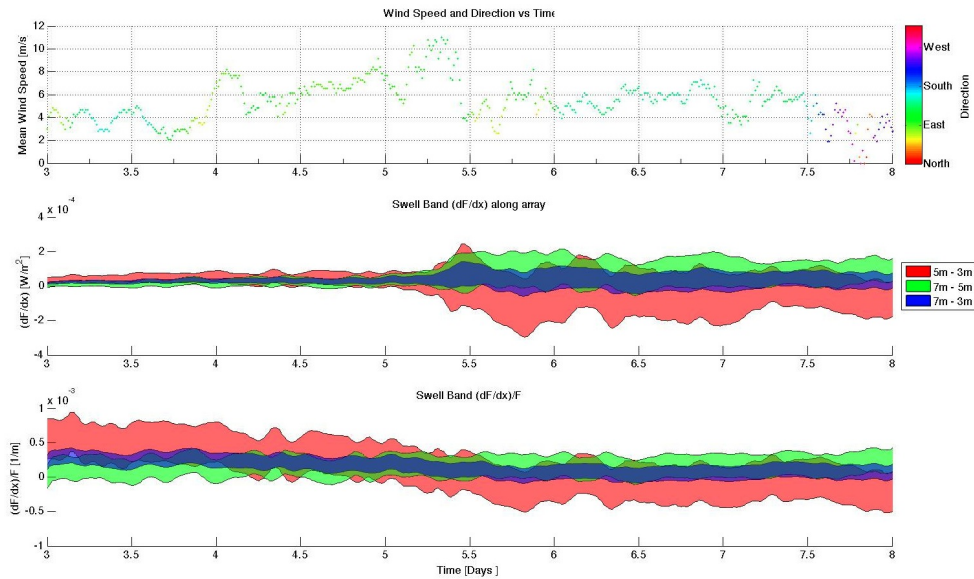 Wind Speed and Direction vs Time
Mean Wind Speed [m/s]
12
10
8
6
4
2
0
3 3.5 4 4.5 5 5.5 6 6.5 7 7.5 8
West
South
East
North
Direction
Swell Band (dF/dx) along array
x 10^-4
(dF/dx) [W/m^2]
4
2
0
-2
-4
3 3.5 4 4.5 5 5.5 6 6.5 7 7.5 8
5m - 3m
7m - 5m
7m - 3m
Swell Band (dF/dx)/F
x 10^-3
(dF/dx)/F [1/m]
1
0.5
0
-0.5
-1
3 3.5 4 4.5 5 5.5 6 6.5 7 7.5 8
Time [Days ]